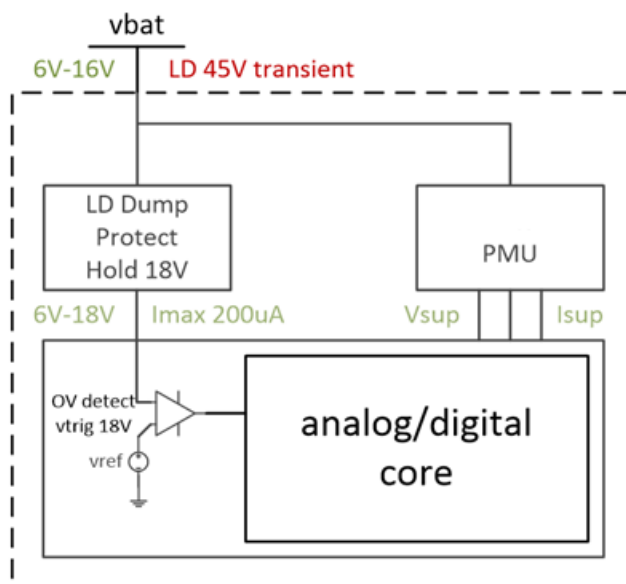 vbat
6V-16V
LD 45V transient
LD Dump
Protect
Hold 18V
PMU
6V-18V
Imax 200uA
Vsup
Isup
OV detect
vtrig 18V
vref
analog/digital
core